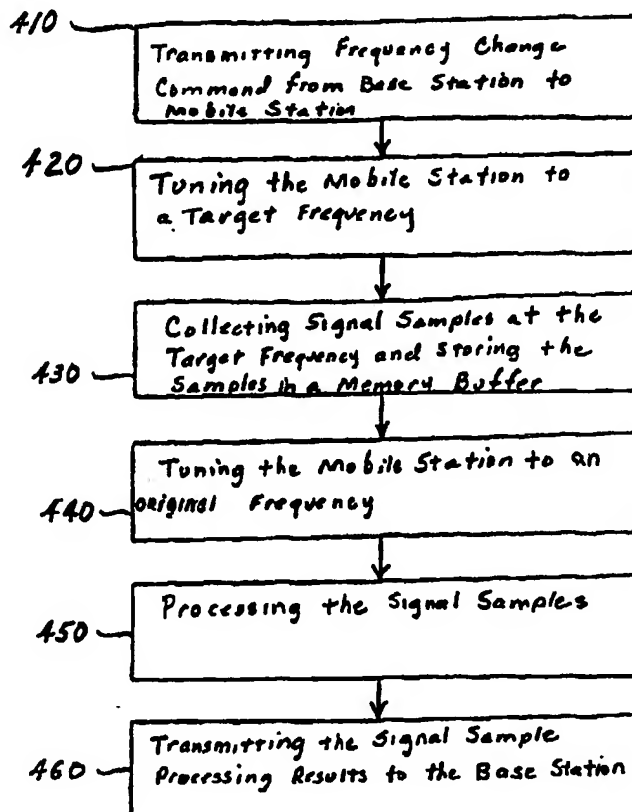 410
Transmitting Frequency Change
Command from Base Station to
Mobile Station
420
Tuning the Mobile Station to
a Target Frequency
Collecting Signal Samples at the
Target Frequency and Storing the
430
Samples in a Memory Buffer
Tuning the Mobile Station to an
original Frequency
440
Processing the Signal Samples
450
Transmitting the Signal Sample
Processing Results to the Base Station
460